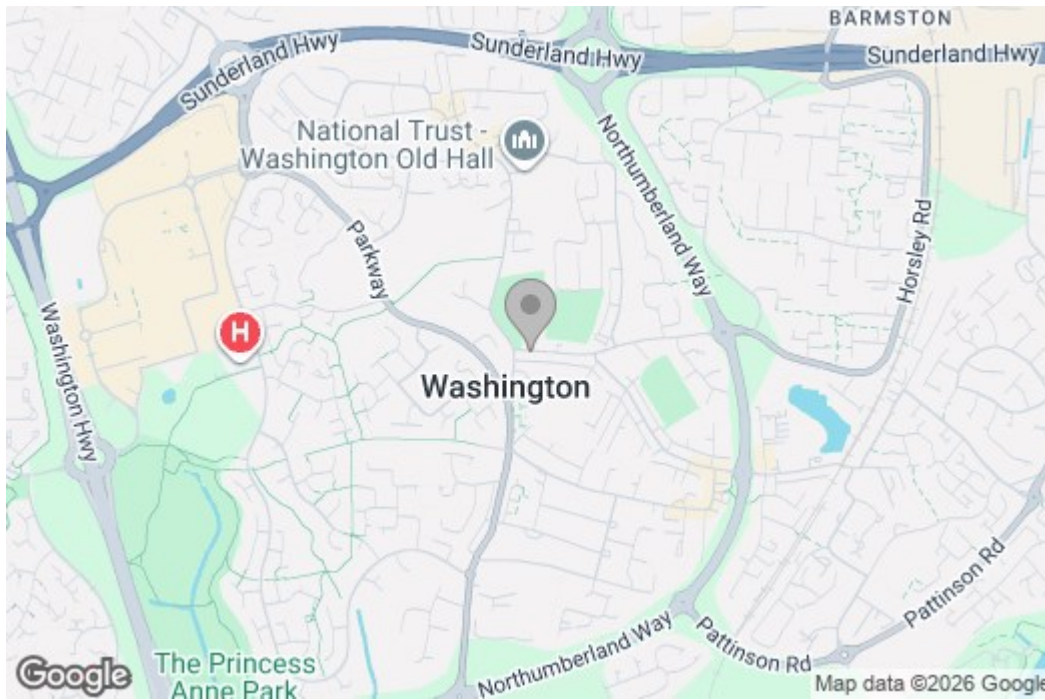 BARMSTON
Sunderland Hwy
Sunderland Hwy
Sunderland Hwy
National Trust -
Washington Old Hall
Northumberland Way
Parkway
Horsley Rd
Washington Hwy
H
Washington
Pattinson Rd
Northumberland Way
Pattinson Rd
The Princess
Anne Park
Google
Map data ©2026 Google